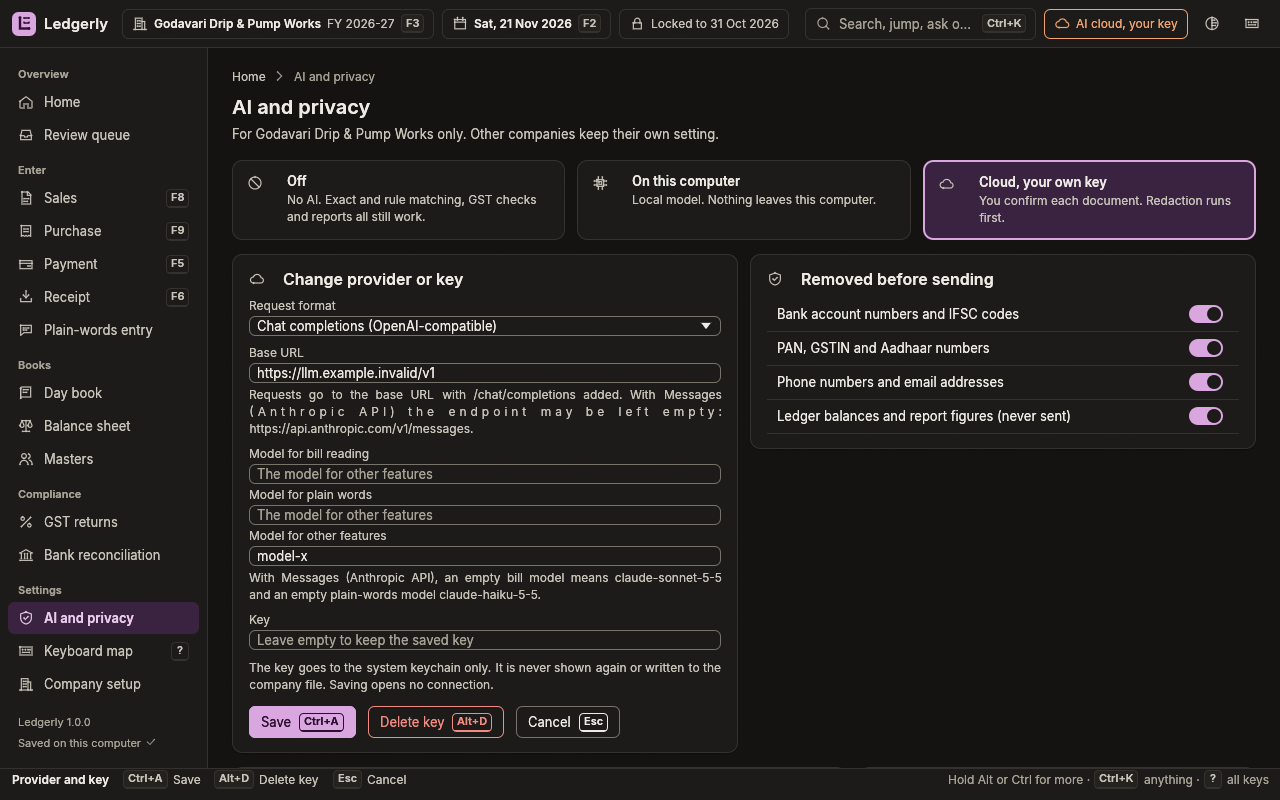 Ledgerly
Godavari Drip & Pump Works FY 2026-27 F3
Sat, 21 Nov 2026 F2
Locked to 31 Oct 2026
Search, jump, ask o... Ctrl+K
AI cloud, your key
Overview
Home
Review queue
Enter
Sales F8
Purchase F9
Payment F5
Receipt F6
Plain-words entry
Books
Day book
Balance sheet
Masters
Compliance
GST returns
Bank reconciliation
Settings
AI and privacy
Keyboard map ?
Company setup
Ledgerly 1.0.0
Saved on this computer
Home AI and privacy
AI and privacy
For Godavari Drip & Pump Works only. Other companies keep their own setting.
Off
No AI. Exact and rule matching, GST checks
and reports all still work.
On this computer
Local model. Nothing leaves this computer.
Cloud, your own key
You confirm each document. Redaction runs
first.
Change provider or key
Request format
Chat completions (OpenAI-compatible)
Base URL
https://llm.example.invalid/v1
Requests go to the base URL with /chat/completions added. With Messages
(Anthropic API) the endpoint may be left empty:
https://api.anthropic.com/v1/messages.
Model for bill reading
The model for other features
Model for plain words
The model for other features
Model for other features
model-x
With Messages (Anthropic API), an empty bill model means claude-sonnet-5-5
and an empty plain-words model claude-haiku-5-5.
Key
Leave empty to keep the saved key
The key goes to the system keychain only. It is never shown again or written to the
company file. Saving opens no connection.
Save Ctrl+A
Delete key Alt+D
Cancel Esc
Removed before sending
Bank account numbers and IFSC codes
PAN, GSTIN and Aadhaar numbers
Phone numbers and email addresses
Ledger balances and report figures (never sent)
Provider and key Ctrl+A Save Alt+D Delete key Esc Cancel
Hold Alt or Ctrl for more · Ctrl+K anything · ? all keys